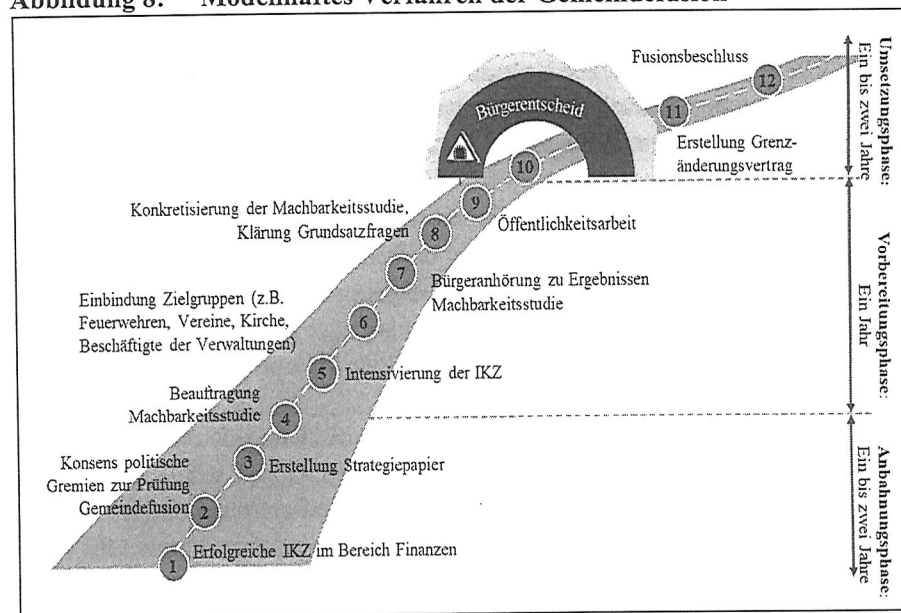 Abbildung 8: Modellhaftes Verfahren der Gemeindefusion
Fusionsbeschluss
12
11
Bürgerentscheid
Erstellung Grenz-
änderungsvertrag
10
9
Konkretisierung der Machbarkeitsstudie,
Klärung Grundsatzfragen
8
Öffentlichkeitsarbeit
7
Bürgeranhörung zu Ergebnissen
Machbarkeitsstudie
Einbindung Zielgruppen (z.B.
Feuerwehren, Vereine, Kirche,
Beschäftigte der Verwaltungen)
6
5
Intensivierung der IKZ
Beauftragung
Machbarkeitsstudie
4
Konsens politische
Gremien zur Prüfung
Gemeindefusion
3
Erstellung Strategiepapier
2
1
Erfolgreiche IKZ im Bereich Finanzen
Umsetzungsphase:
Ein bis zwei Jahre
Vorbereitungsphase:
Ein Jahr
Anbahnungsphase:
Ein bis zwei Jahre